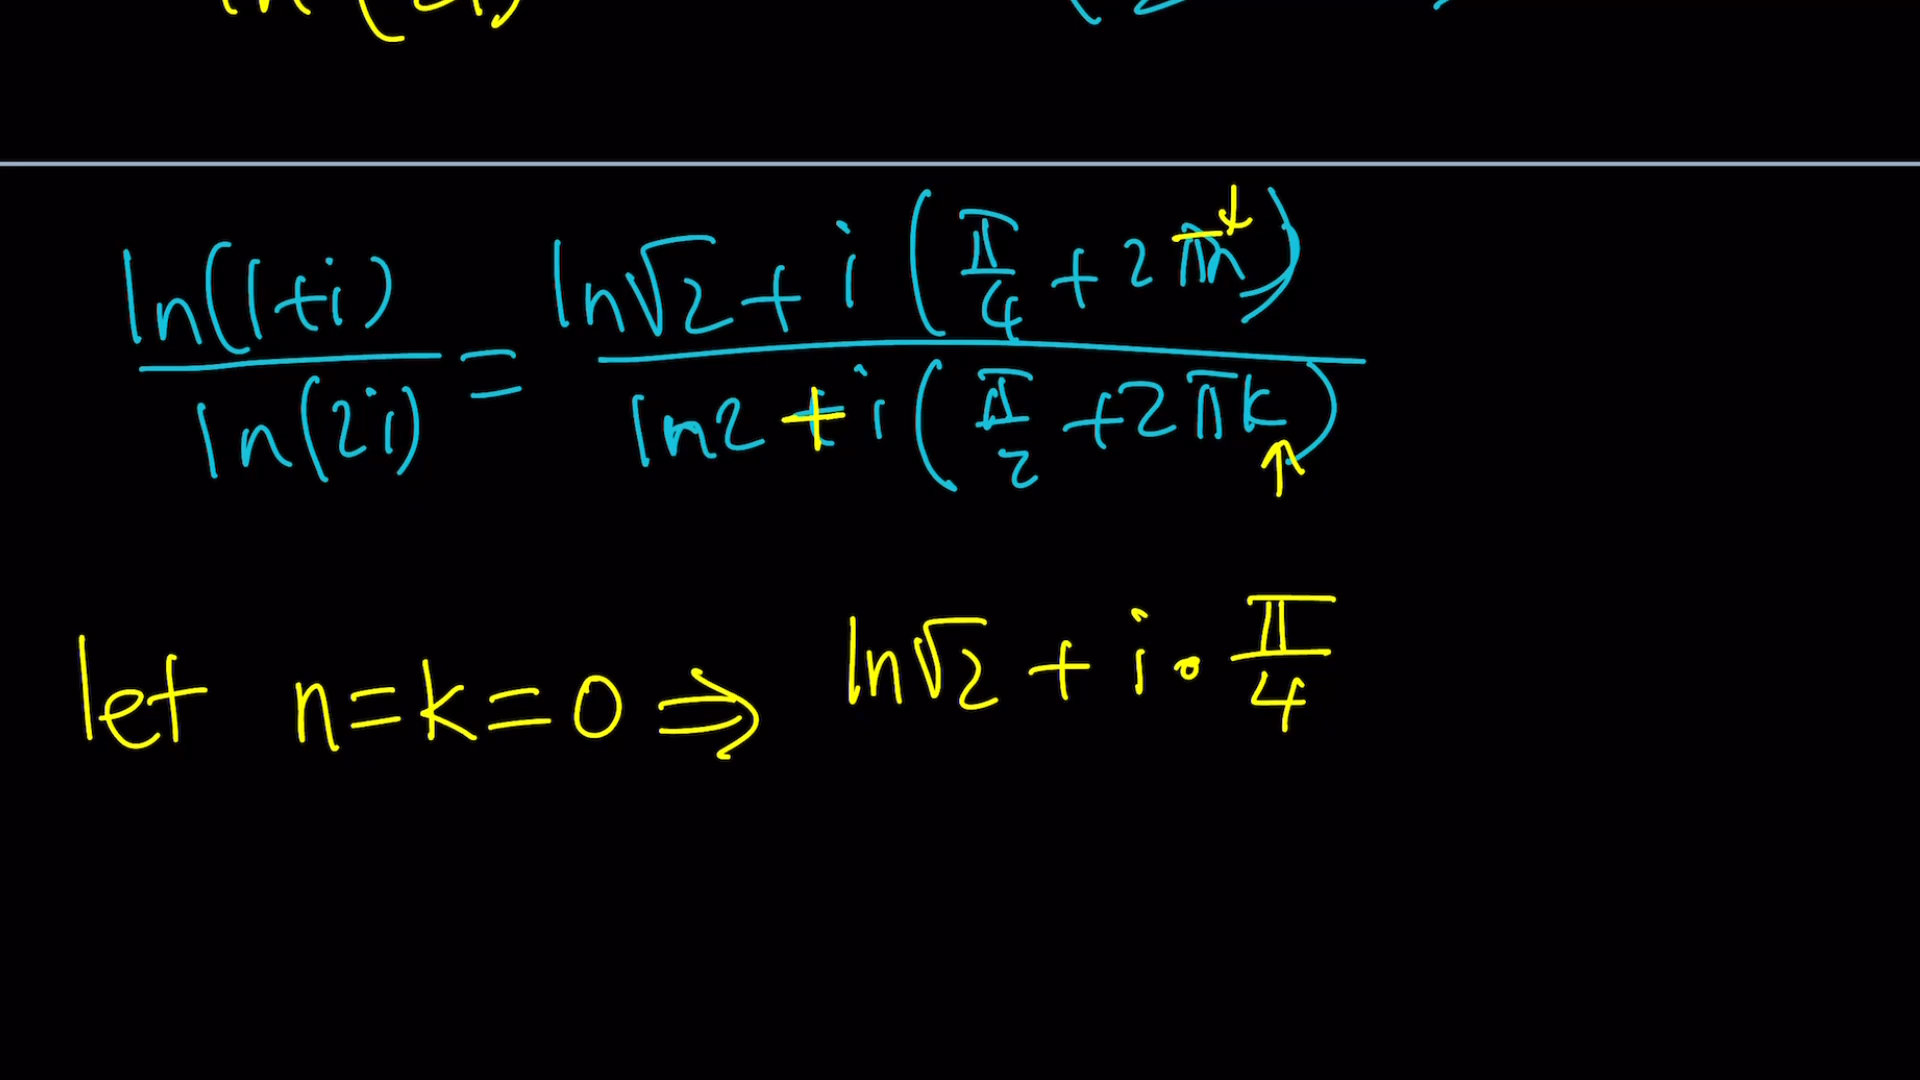 ln(1+i) / ln(2i) = ln√2 + i(π/4 + 2πn) / ln2 + i(π/2 + 2πk)
let n=k=0 ⇒ ln√2 + i · π/4